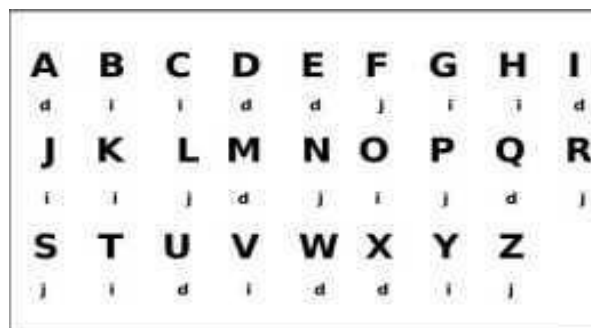 A B C D E F G H I
d i i d d j i i d
J K L M N O P Q R
i i j d j i j d j
S T U V W X Y Z
j i d i d d i j